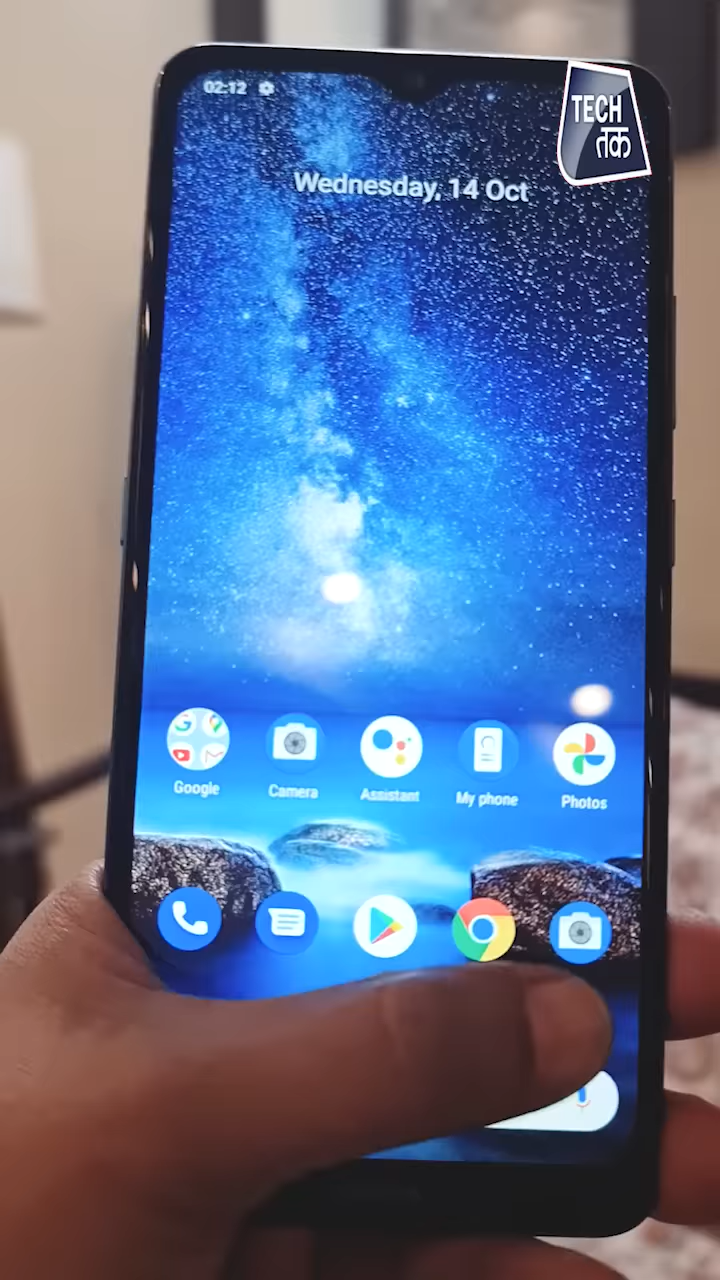 02:12
TECH
तक
Wednesday, 14 Oct
Google
Camera
Assistant
My phone
Photos